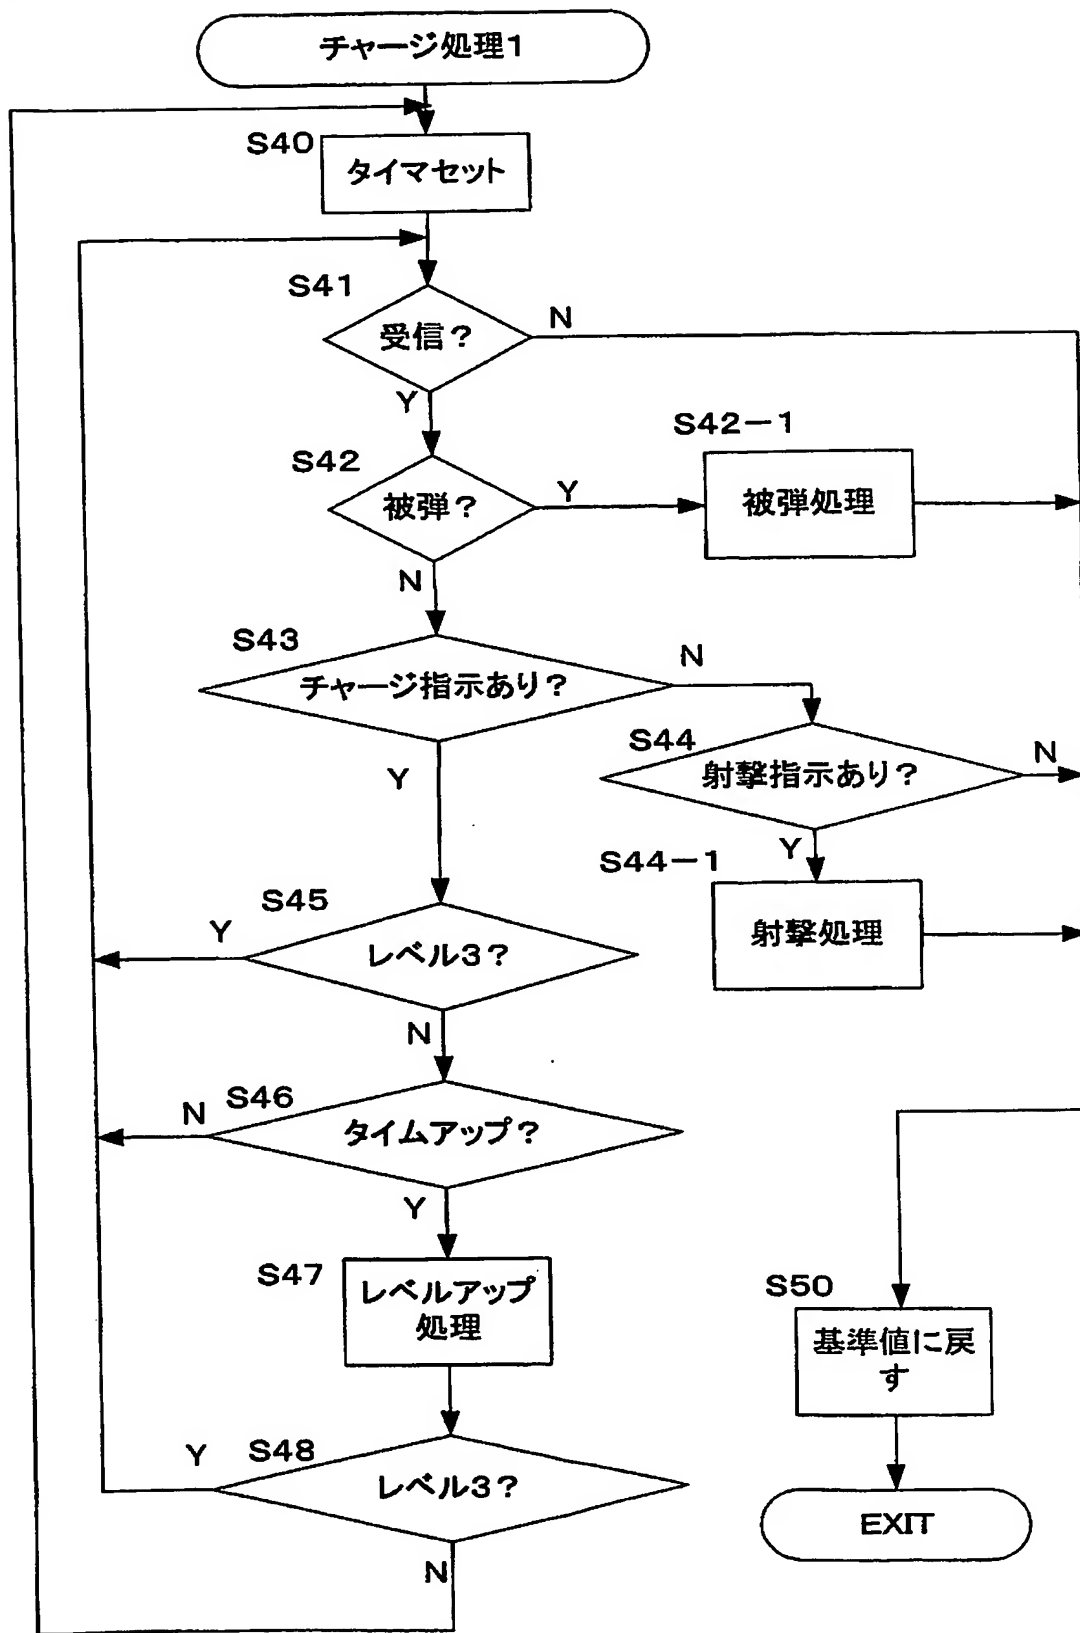 チャージ処理1
S40
タイマセット
S41
受信?
N
Y
S42
被弾?
Y
N
S42-1
被弾処理
S43
チャージ指示あり?
N
Y
S44
射撃指示あり?
N
Y
S44-1
射撃処理
S45
レベル3?
Y
N
S46
タイムアップ?
N
Y
S47
レベルアップ
処理
S48
レベル3?
Y
N
S50
基準値に戻
す
EXIT